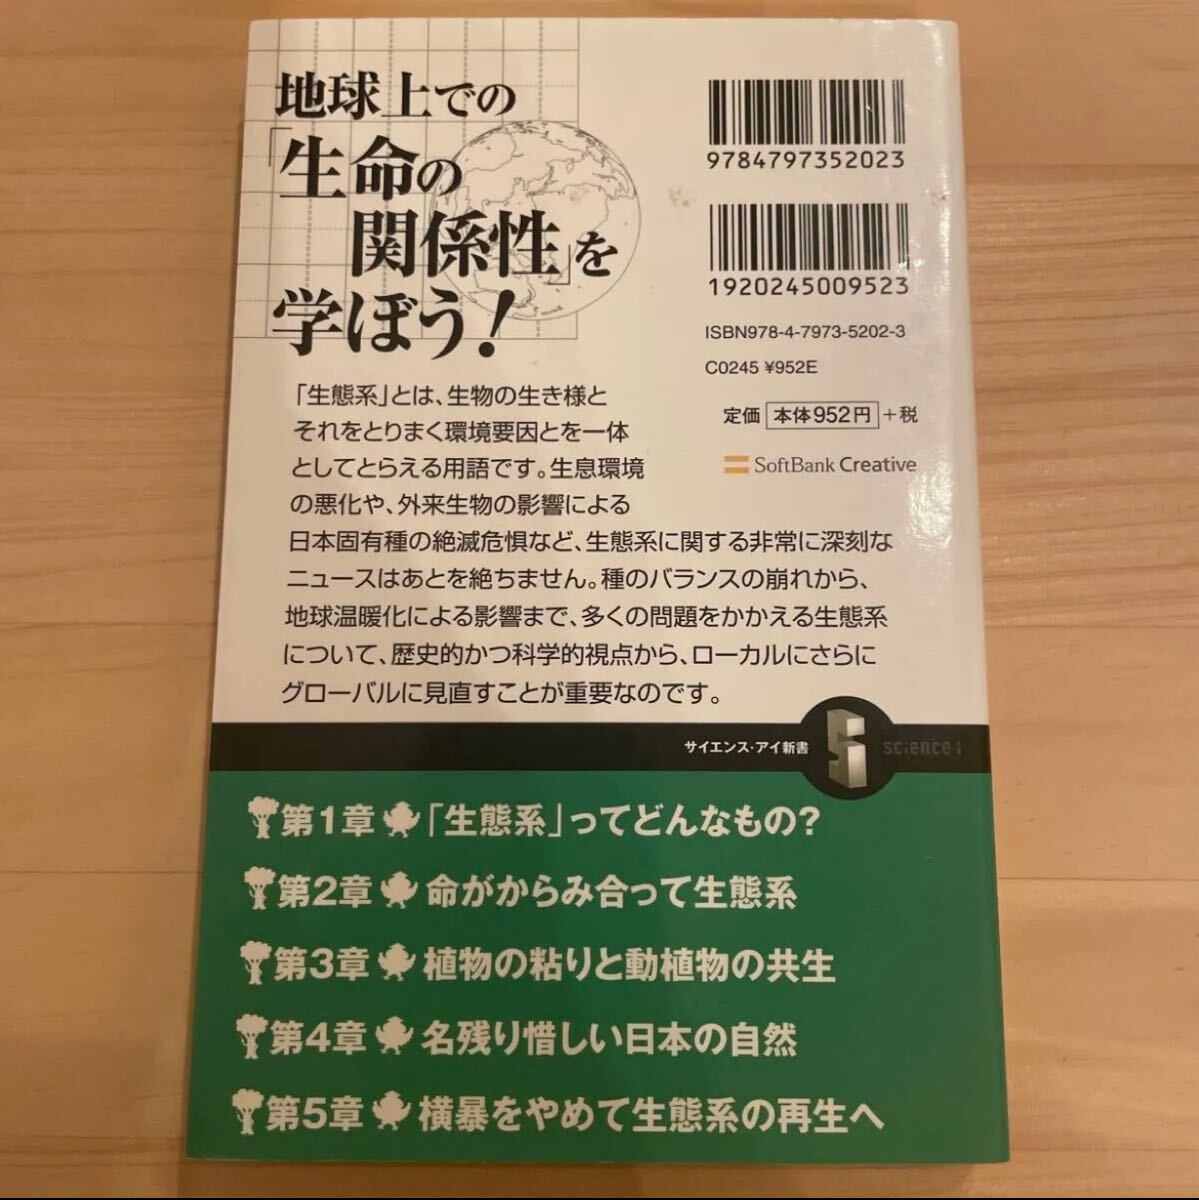 地球上での
「生命の
関係性」を
学ぼう!
9784797352023
1920245009523
ISBN978-4-7973-5202-3
C0245 ¥952E
定価 本体952円 +税
SoftBank Creative
「生態系」とは、生物の生き様と
それをとりまく環境要因とを一体
としてとらえる用語です。生息環境
の悪化や、外来生物の影響による
日本固有種の絶滅危惧など、生態系に関する非常に深刻な
ニュースはあとを絶ちません。種のバランスの崩れから、
地球温暖化による影響まで、多くの問題をかかえる生態系
について、歴史的かつ科学的視点から、ローカルにさらに
グローバルに見直すことが重要なのです。
サイエンス・アイ新書 science・i
第1章 「生態系」ってどんなもの?
第2章 命がからみ合って生態系
第3章 植物の粘りと動植物の共生
第4章 名残り惜しい日本の自然
第5章 横暴をやめて生態系の再生へ